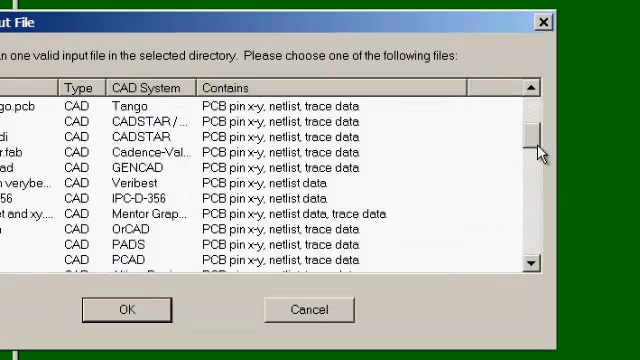 ut File
n one valid input file in the selected directory. Please choose one of the following files:
Type CAD System Contains
go.pcb CAD Tango PCB pin x-y, netlist, trace data
CAD CADSTAR /... PCB pin x-y, netlist, trace data
di CAD CADSTAR PCB pin x-y, netlist, trace data
r.fab CAD Cadence-Val... PCB pin x-y, netlist, trace data
ad CAD GENCAD PCB pin x-y, netlist, trace data
n verybe... CAD Veribest PCB pin x-y, netlist data
56 CAD IPC-D-356 PCB pin x-y, netlist data
et and xy... CAD Mentor Grap... PCB pin x-y, netlist data, trace data
CAD OrCAD PCB pin x-y, netlist, trace data
CAD PADS PCB pin x-y, netlist, trace data
CAD PCAD PCB pin x-y, netlist, trace data
OK Cancel